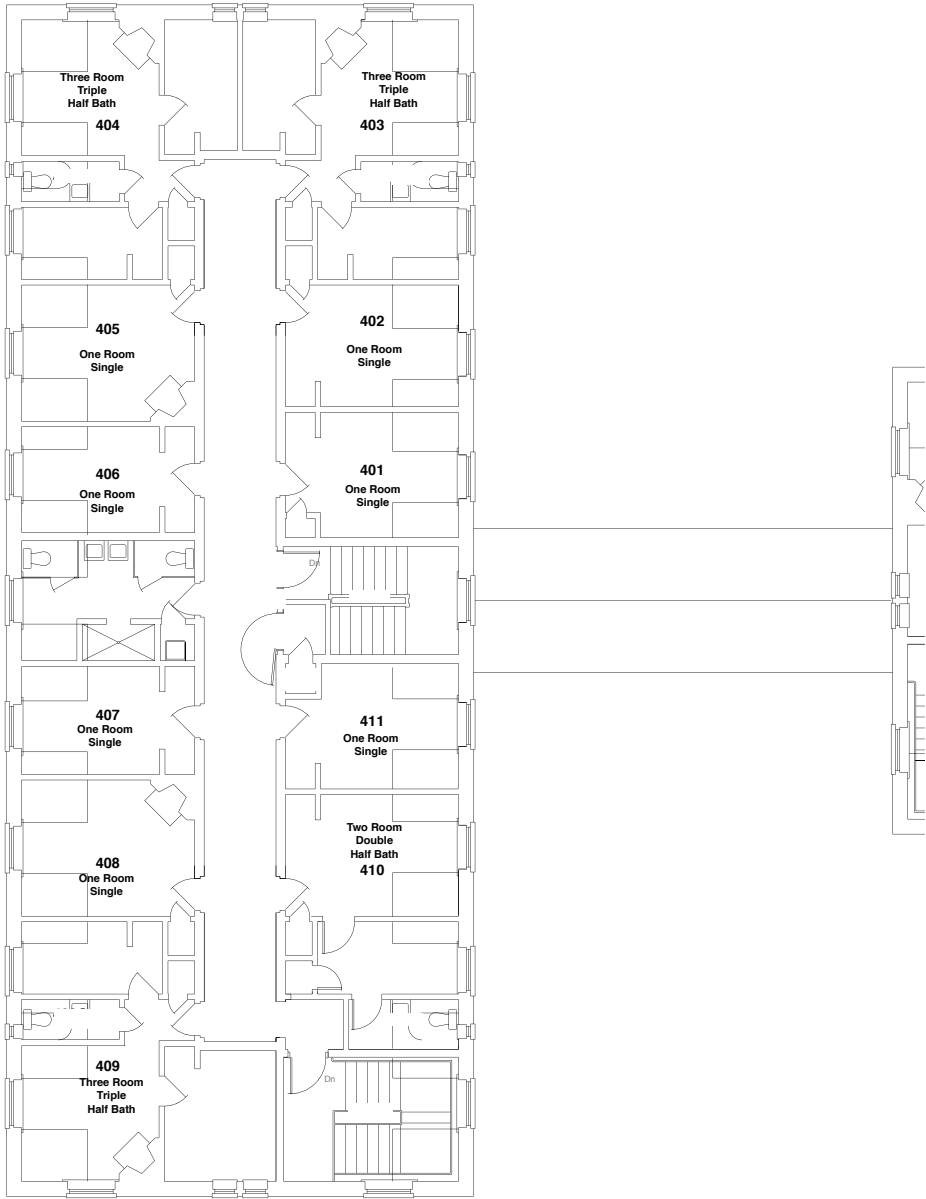 Three Room
Triple
Half Bath
404
Three Room
Triple
Half Bath
403
405
One Room
Single
402
One Room
Single
406
One Room
Single
401
One Room
Single
Dn
407
One Room
Single
411
One Room
Single
408
One Room
Single
Two Room
Double
Half Bath
410
409
Three Room
Triple
Half Bath
Dn